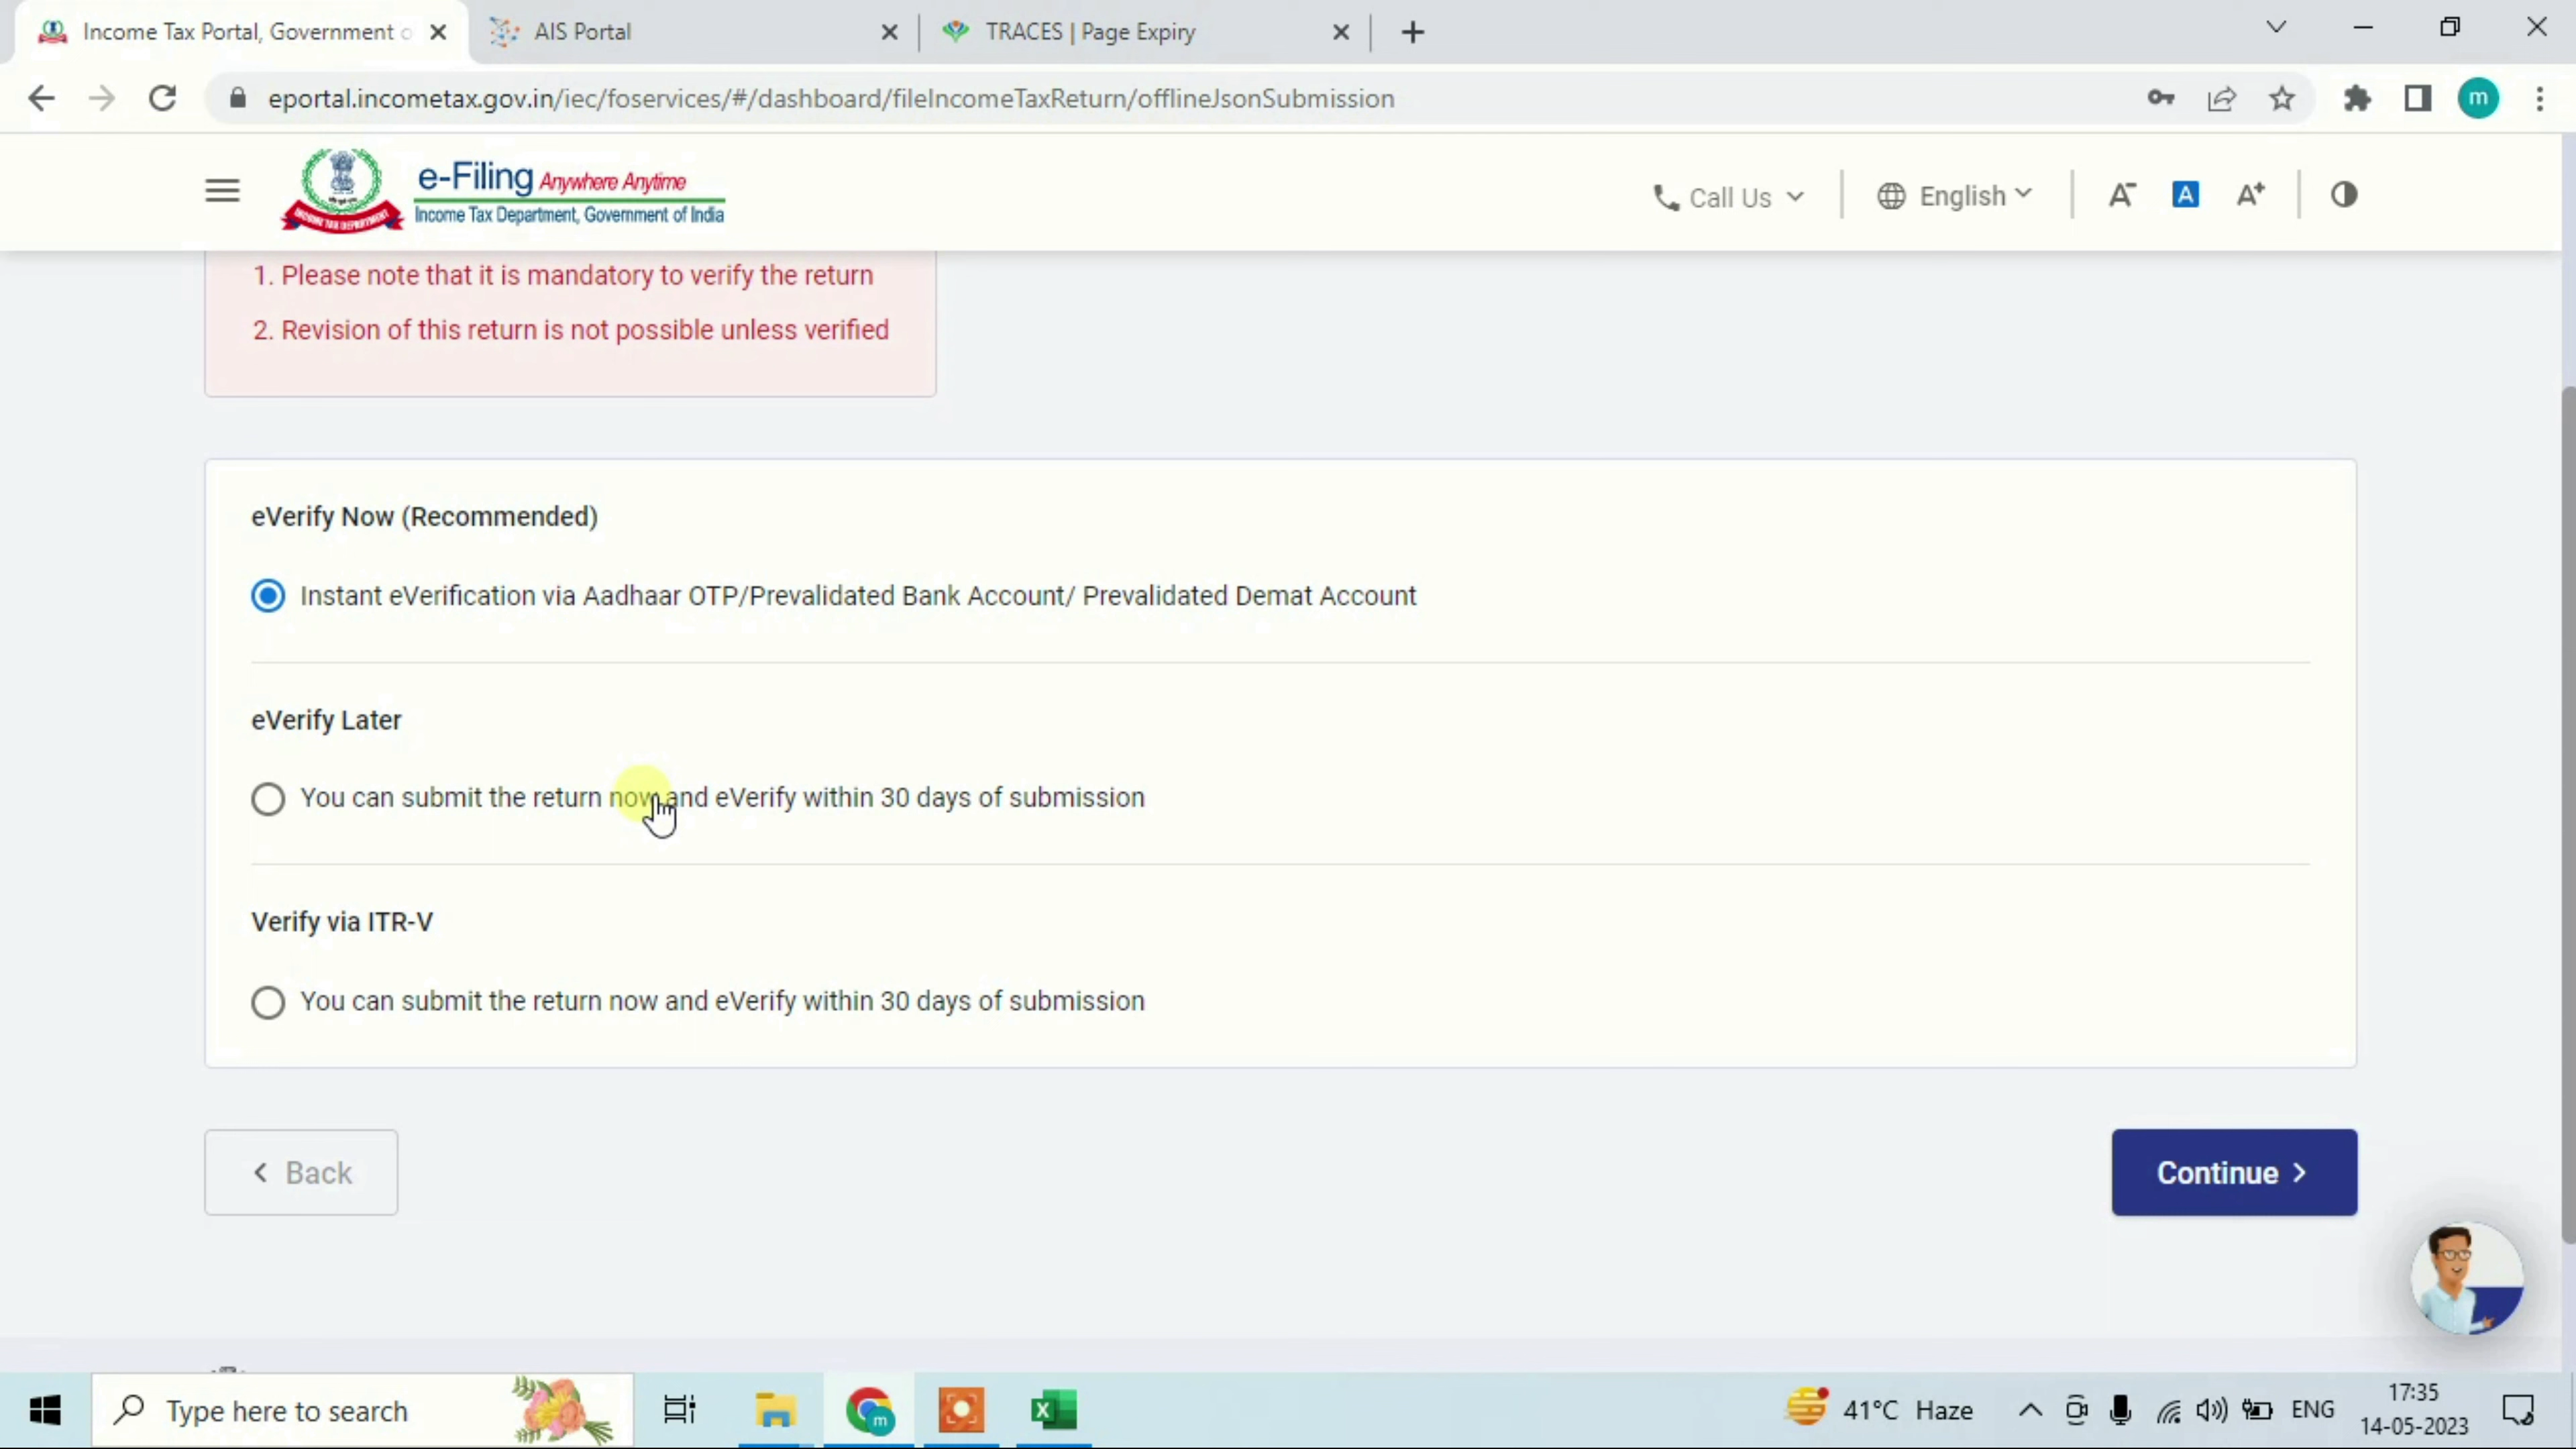 Income Tax Portal, Government o
AIS Portal
TRACES | Page Expiry
eportal.incometax.gov.in/iec/foservices/#/dashboard/fileIncomeTaxReturn/offlineJsonSubmission
m
e-Filing Anywhere Anytime
Income Tax Department, Government of India
INCOME TAX DEPARTMENT
Call Us
English
A-
A
A+
1. Please note that it is mandatory to verify the return
2. Revision of this return is not possible unless verified
eVerify Now (Recommended)
Instant eVerification via Aadhaar OTP/Prevalidated Bank Account/ Prevalidated Demat Account
eVerify Later
You can submit the return now and eVerify within 30 days of submission
Verify via ITR-V
You can submit the return now and eVerify within 30 days of submission
< Back
Continue >
Type here to search
m
X
41°C Haze
ENG
17:35
14-05-2023